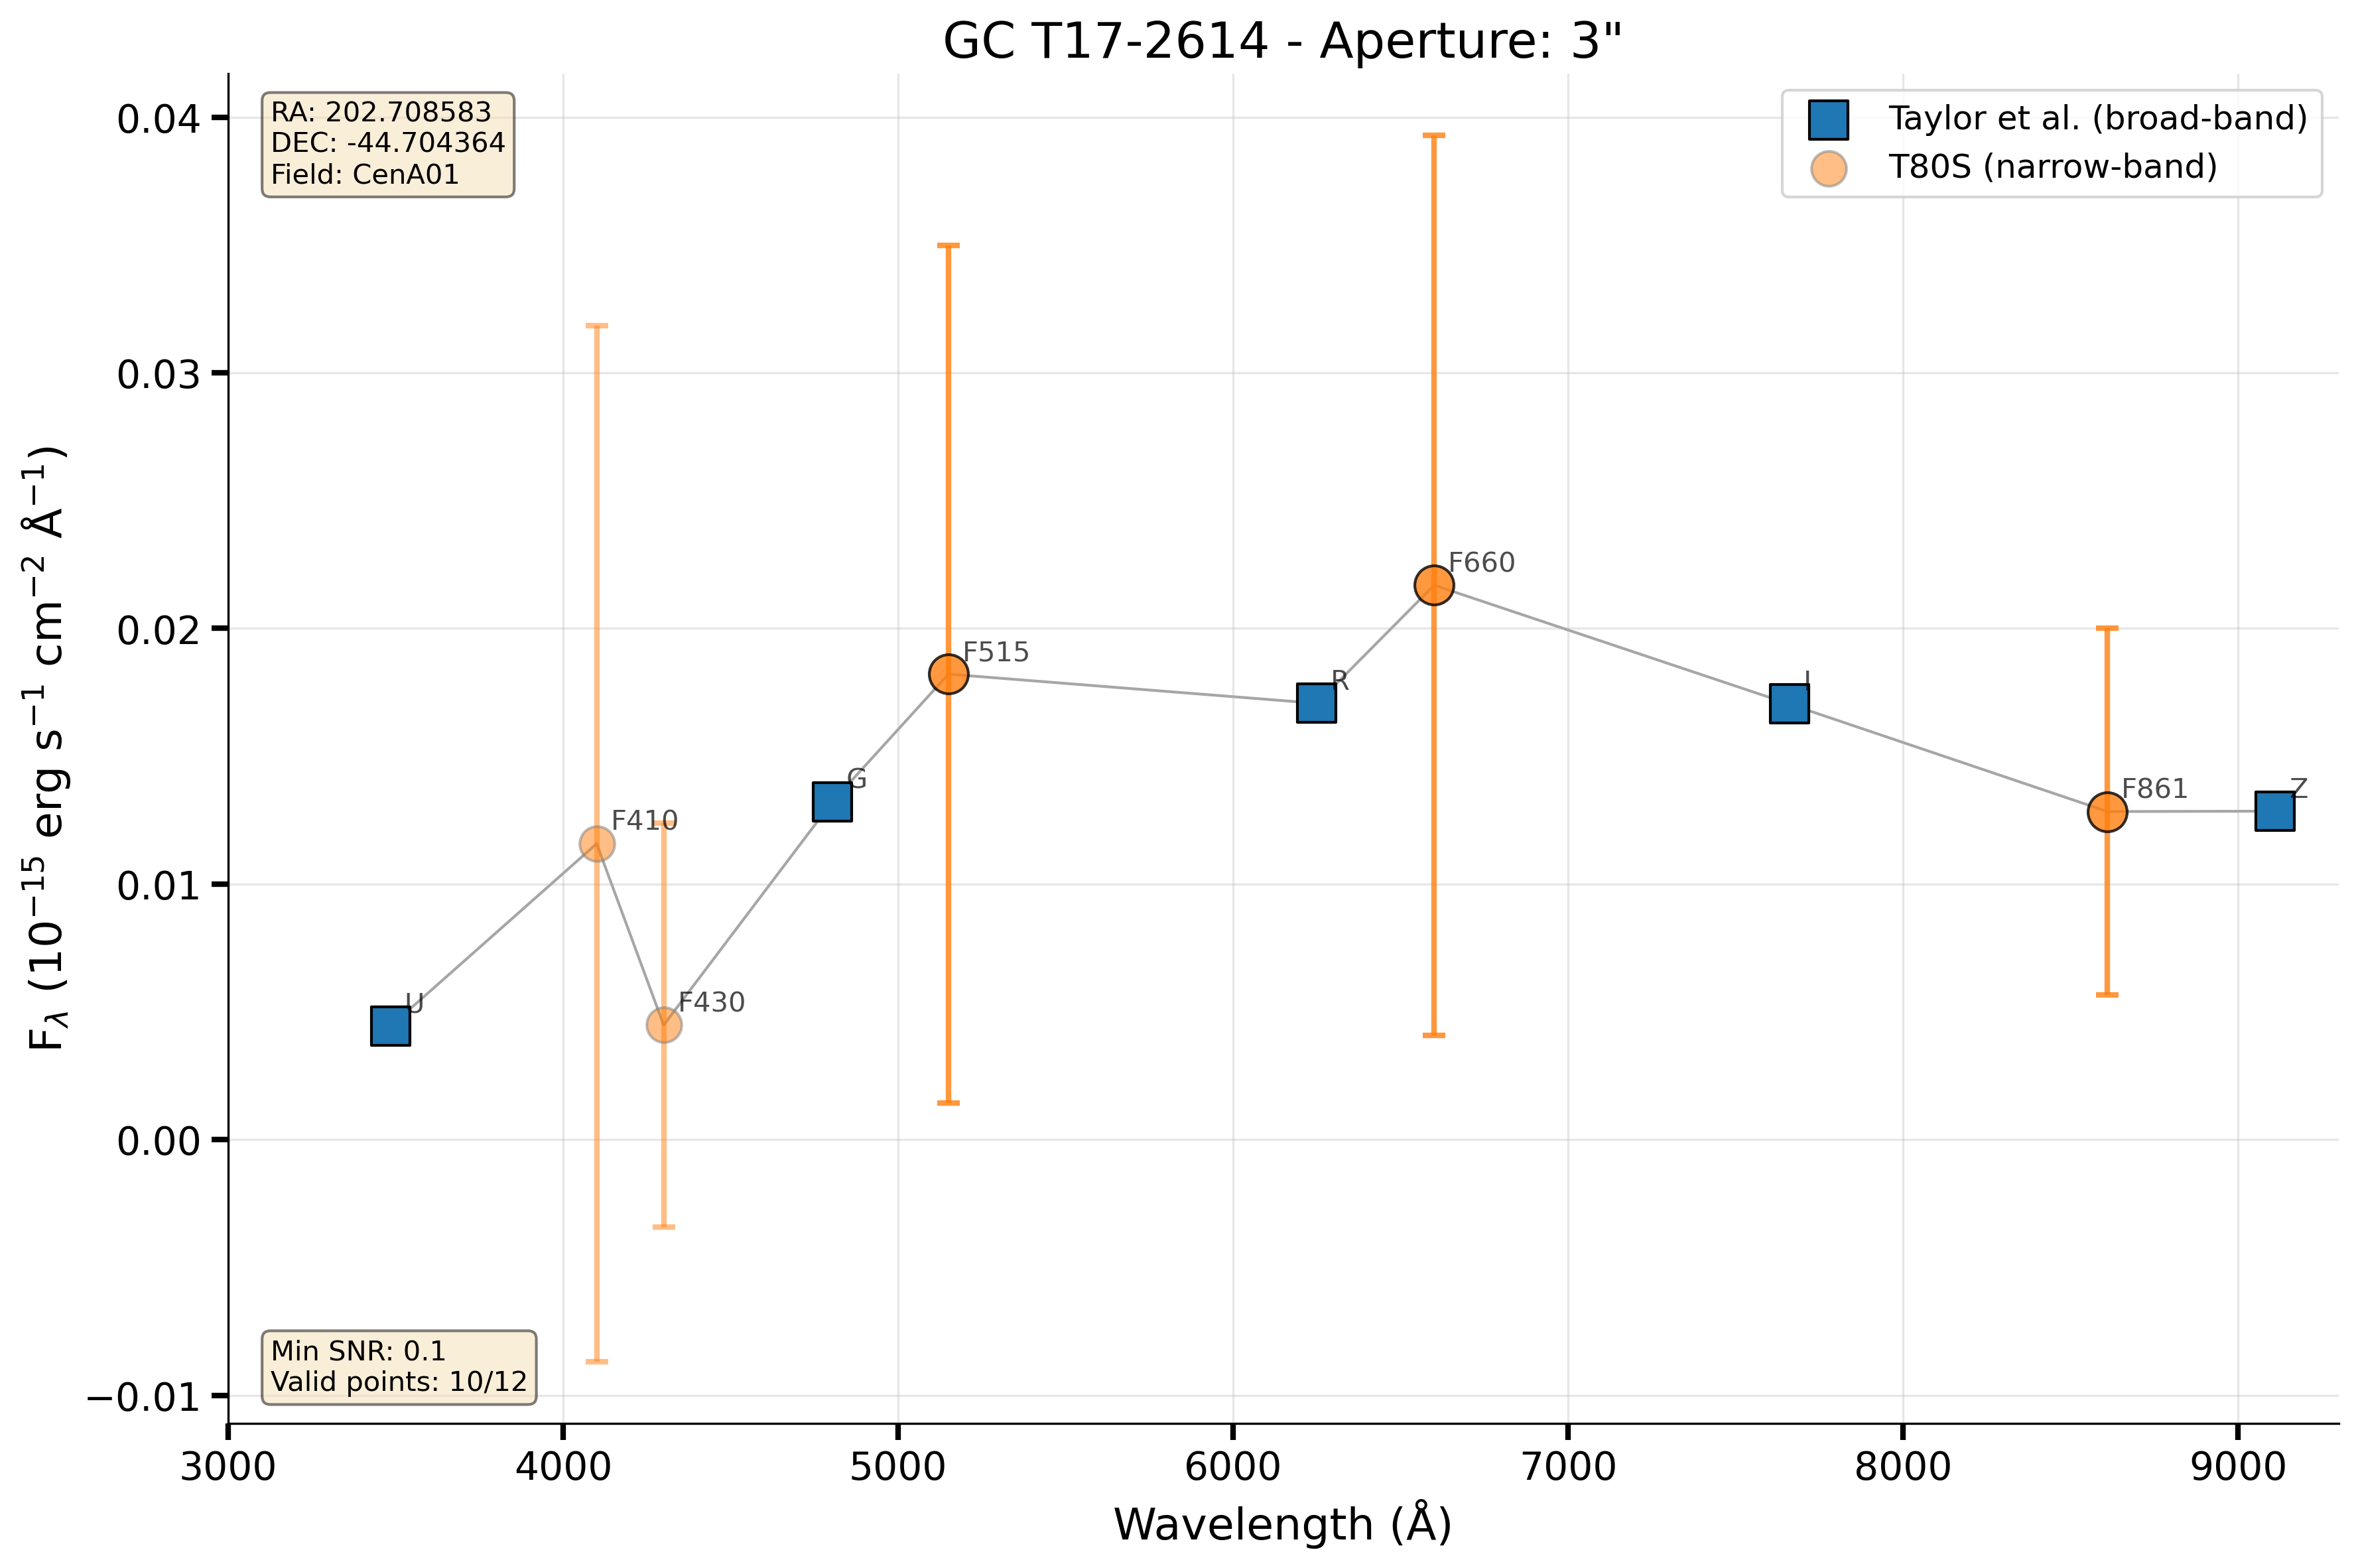 GC T17-2614 - Aperture: 3"
RA: 202.708583
DEC: -44.704364
Field: CenA01
Taylor et al. (broad-band)
T80S (narrow-band)
0.04
0.03
0.02
0.01
0.00
−0.01
F660
F515
R
I
G
F410
F861
Z
U
F430
Min SNR: 0.1
Valid points: 10/12
3000 4000 5000 6000 7000 8000 9000
Wavelength (Å)
F_λ (10⁻¹⁵ erg s⁻¹ cm⁻² Å⁻¹)